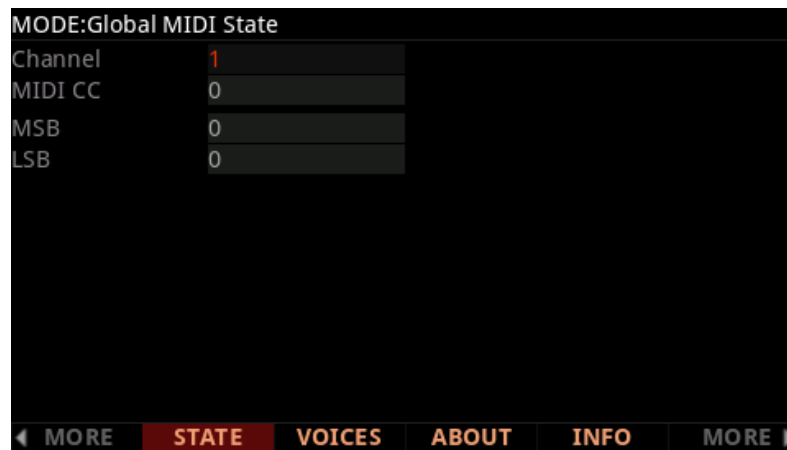 MODE:Global MIDI State
Channel 1
MIDI CC 0
MSB 0
LSB 0
MORE STATE VOICES ABOUT INFO MORE